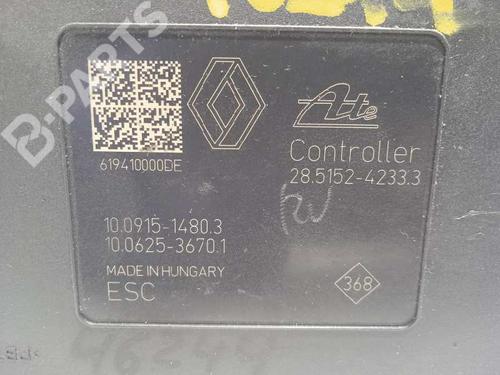 B-PARTS
Ate
619410000DE
Controller
28.5152-4233.3
10.0915-1480.3
10.0625-3670.1
MADE IN HUNGARY
ESC
368